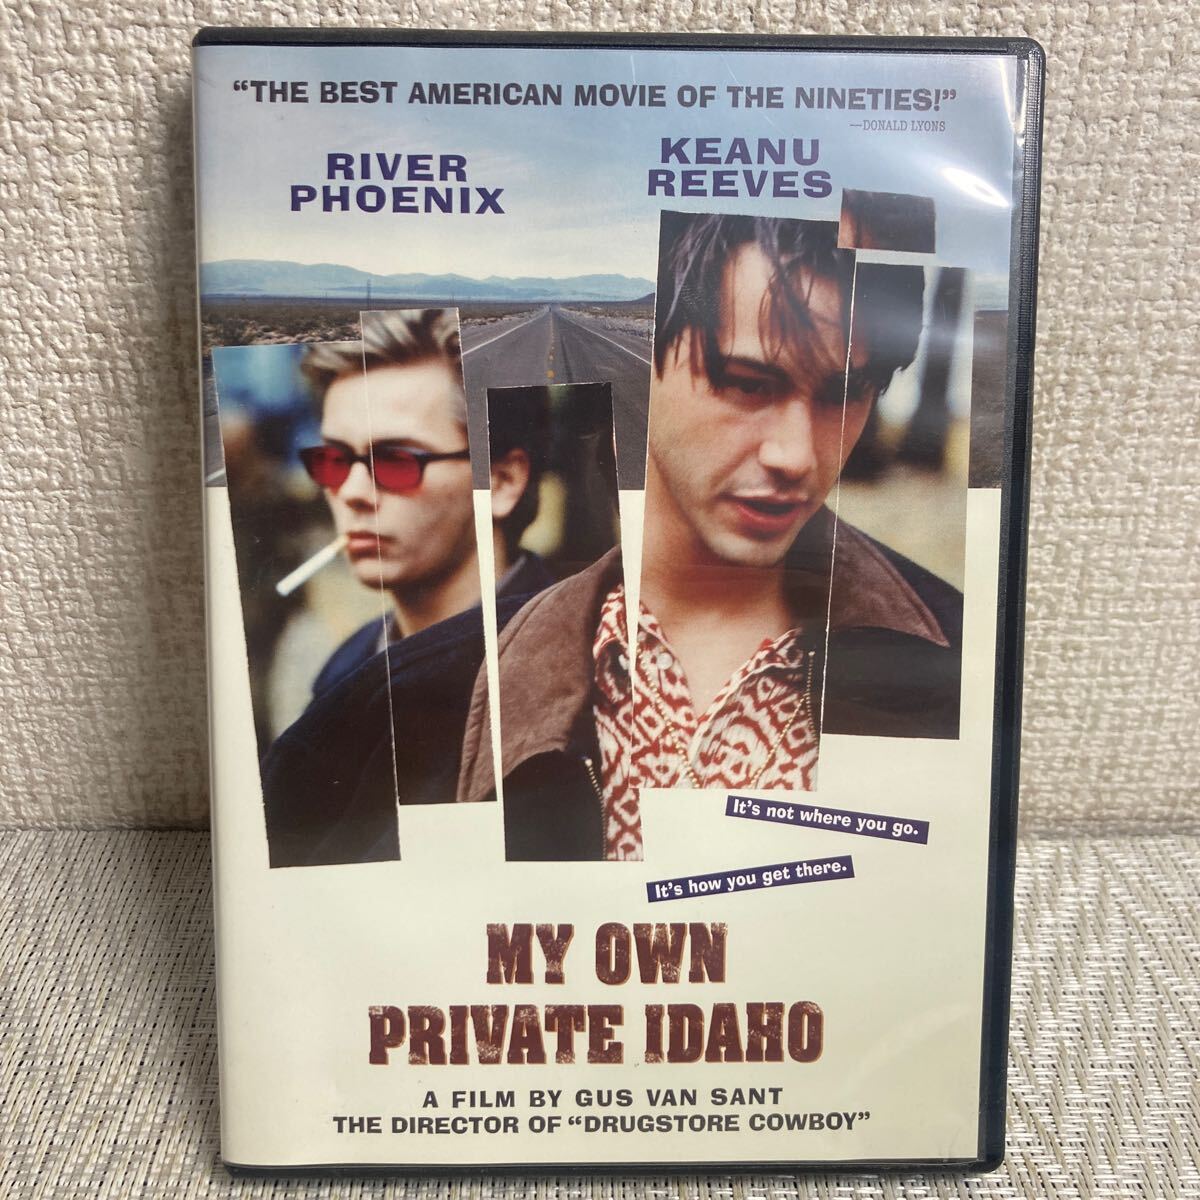 “THE BEST AMERICAN MOVIE OF THE NINETIES!”
—DONALD LYONS
RIVER
PHOENIX
KEANU
REEVES
It's not where you go.
It's how you get there.
MY OWN
PRIVATE IDAHO
A FILM BY GUS VAN SANT
THE DIRECTOR OF “DRUGSTORE COWBOY”